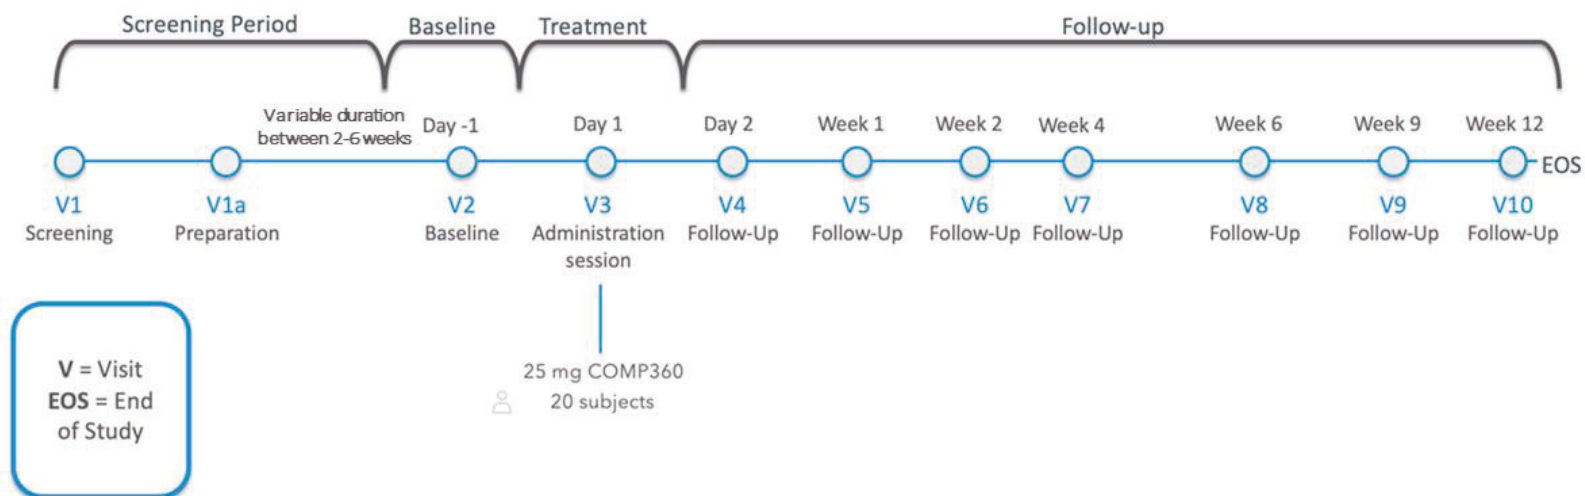 Screening Period
Baseline
Treatment
Follow-up
Variable duration
between 2-6 weeks
Day -1
Day 1
Day 2
Week 1
Week 2
Week 4
Week 6
Week 9
Week 12
EOS
V1
V1a
V2
V3
V4
V5
V6
V7
V8
V9
V10
Screening
Preparation
Baseline
Administration
session
Follow-Up
Follow-Up
Follow-Up
Follow-Up
Follow-Up
Follow-Up
Follow-Up
25 mg COMP360
20 subjects
V = Visit
EOS = End
of Study